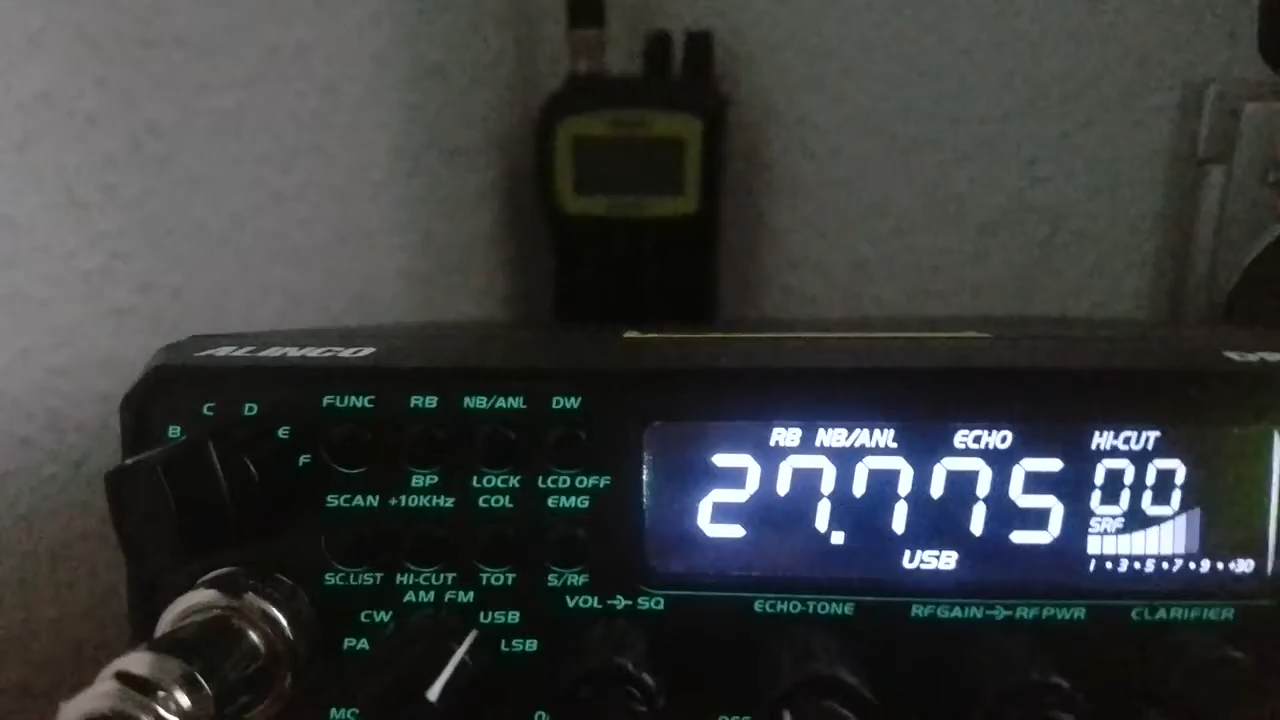 ALINCO
FUNC RB NB/ANL DW
B C D E F
BP LOCK LCD OFF
SCAN +10KHz COL EMG
SC.LIST HI-CUT TOT S/RF
AM FM
CW USB
PA LSB
VOL SQ
RB NB/ANL ECHO HI-CUT
27.775 00
SRF
USB
1 • 3 • 5 • 7 • 9 • +30
ECHO-TONE RFGAIN RFPWR CLARIFIER